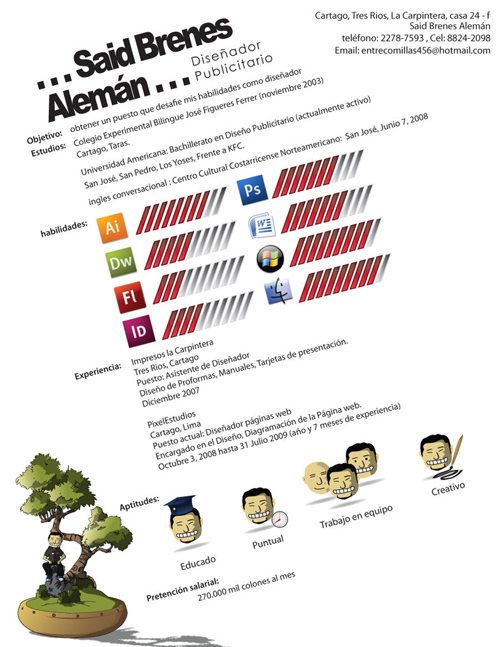 Cartago, Tres Rios, La Carpintera, casa 24 - f
Said Brenes Alemán
teléfono: 2278-7593 , Cel: 8824-2098
Email: entrecomillas456@hotmail.com
...Said Brenes
Alemán...
Diseñador
Publicitario
Objetivo: obtener un puesto que desafie mis habilidades como diseñador
Estudios: Colegio Experimental Bilingue José Figueres Ferrer (noviembre 2003)
Cartago, Taras.
Universidad Americana: Bachillerato en Diseño Publicitario (actualmente activo)
San José, San Pedro, Los Yoses, Frente a KFC.
ingles conversacional : Centro Cultural Costarricense Norteamericano: San José, Junio 7, 2008
habilidades:
Ai
Ps
Dw
W
Fl
ID
Experiencia: Impresos la Carpintera
Tres Rios, Cartago
Puesto: Asistente de Diseñador
Diseño de Proformas, Manuales, Tarjetas de presentación.
Diciembre 2007
PixelEstudios
Cartago, Lima
Puesto actual: Diseñador páginas web
Encargado en el Diseño, Diagramación de la Página web.
Octubre 3, 2008 hasta 31 Julio 2009 (año y 7 meses de experiencia)
Aptitudes:
Educado
Puntual
Trabajo en equipo
Creativo
Pretención salarial:
270.000 mil colones al mes